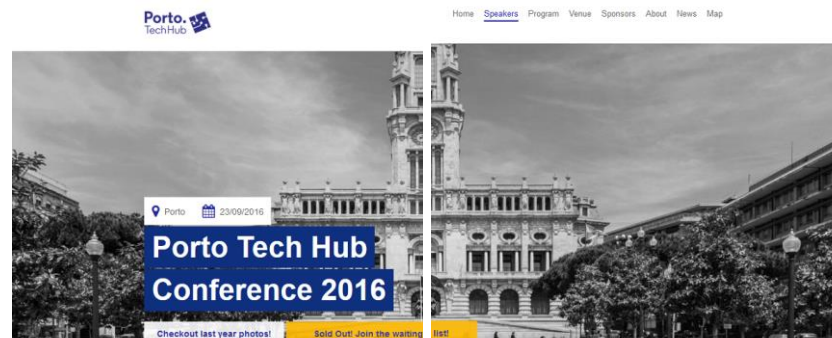 Porto.
TechHub
Home Speakers Program Venue Sponsors About News Map
Porto 23/09/2016
Porto Tech Hub
Conference 2016
Checkout last year photos! Sold Out! Join the waiting list!